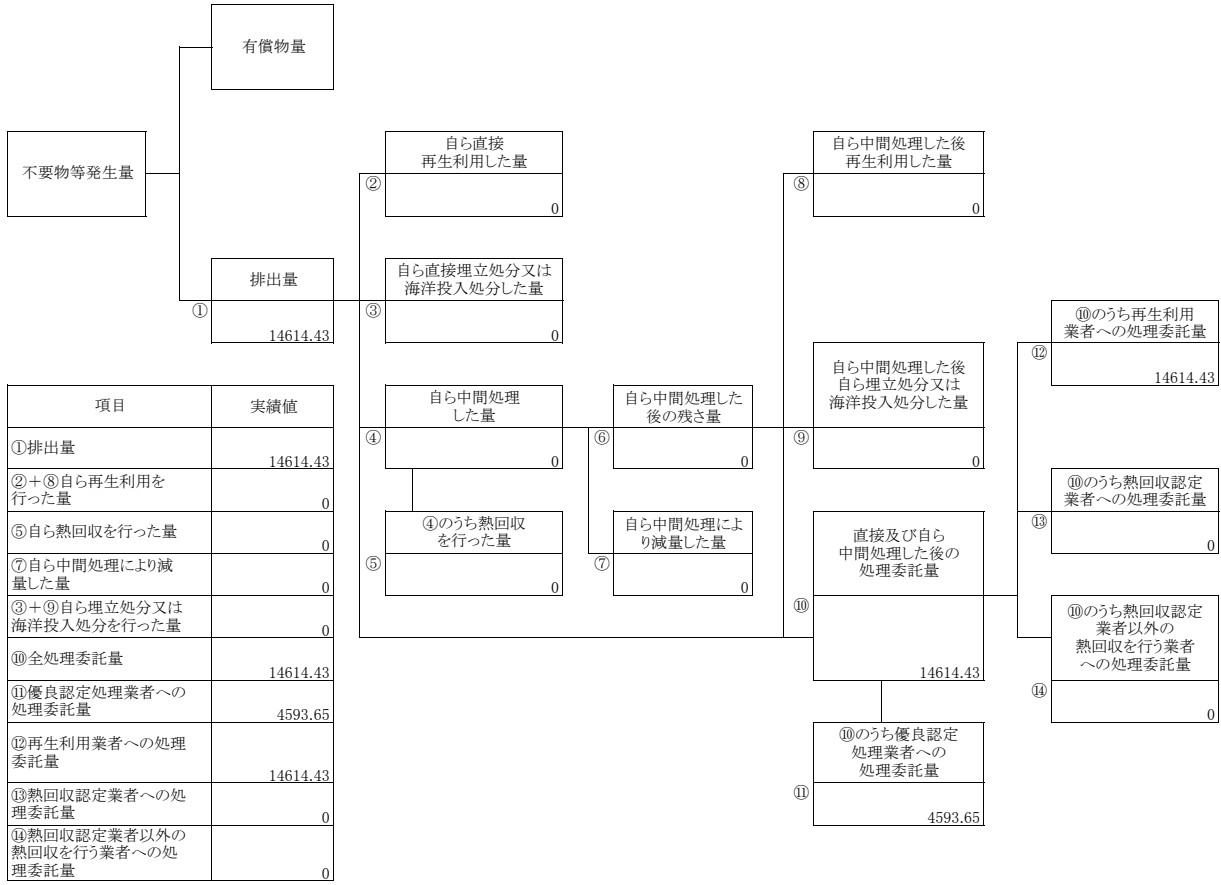 有償物量
不要物等発生量
自ら直接
再生利用した量
②
0
自ら中間処理した後
再生利用した量
⑧
0
排出量
①
14614.43
自ら直接埋立処分又は
海洋投入処分した量
③
0
⑩のうち再生利用
業者への処理委託量
⑫
14614.43
自ら中間処理
した量
④
0
自ら中間処理した
後の残さ量
⑥
0
自ら中間処理した後
自ら埋立処分又は
海洋投入処分した量
⑨
0
⑩のうち熱回収認定
業者への処理委託量
⑬
0
④のうち熱回収
を行った量
⑤
0
自ら中間処理によ
り減量した量
⑦
0
直接及び自ら
中間処理した後の
処理委託量
⑩
14614.43
⑩のうち熱回収認定
業者以外の
熱回収を行う業者
への処理委託量
⑭
0
⑩のうち優良認定
処理業者への
処理委託量
⑪
4593.65
項目 実績値
①排出量
14614.43
②+⑧自ら再生利用を
行った量
0
⑤自ら熱回収を行った量
0
⑦自ら中間処理により減
量した量
0
③+⑨自ら埋立処分又は
海洋投入処分を行った量
0
⑩全処理委託量
14614.43
⑪優良認定処理業者への
処理委託量
4593.65
⑫再生利用業者への処理
委託量
14614.43
⑬熱回収認定業者への処
理委託量
0
⑭熱回収認定業者以外の
熱回収を行う業者への処
理委託量
0